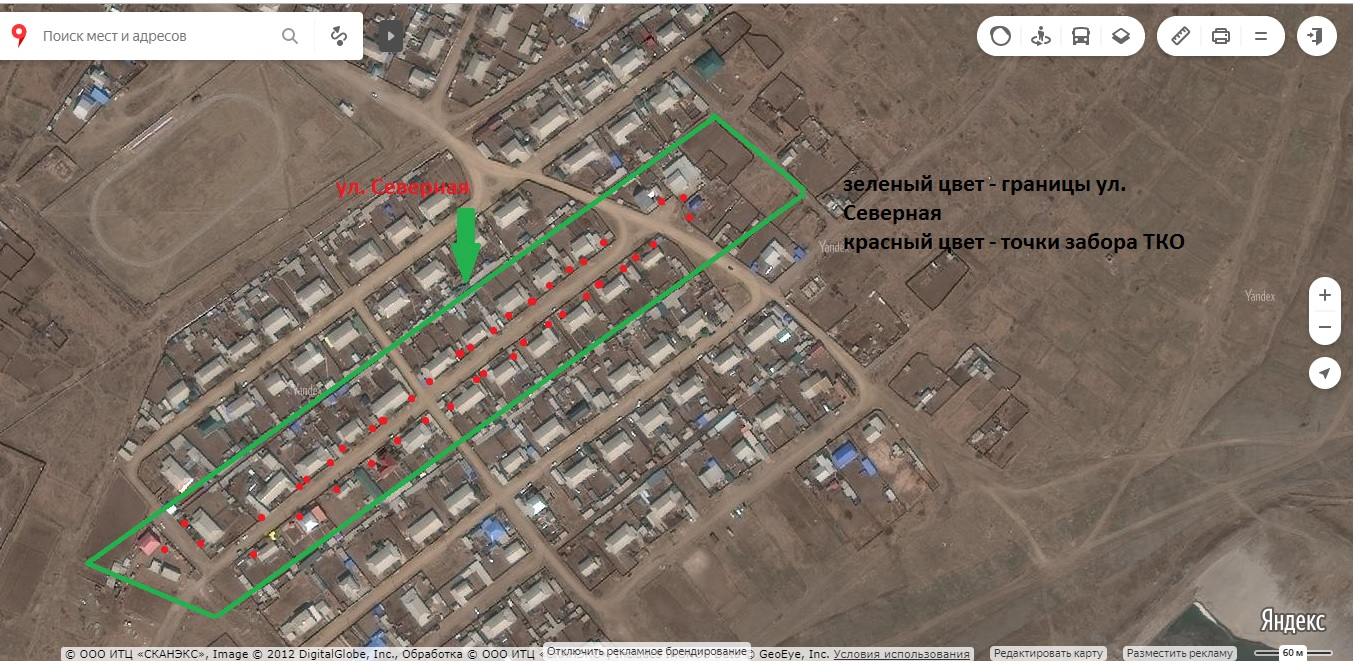 Поиск мест и адресов
ул. Северная
зеленый цвет - границы ул.
Северная
красный цвет - точки забора ТКО
Yandex
Yandex
© Yandex
Яндекс
© ООО ИТЦ «СКАНЭКС», Image © 2012 DigitalGlobe, Inc., Обработка © ООО ИТЦ «
Отключить рекламное брендирование
© GeoEye, Inc. Условия использования
Редактировать карту
Разместить рекламу
60 м